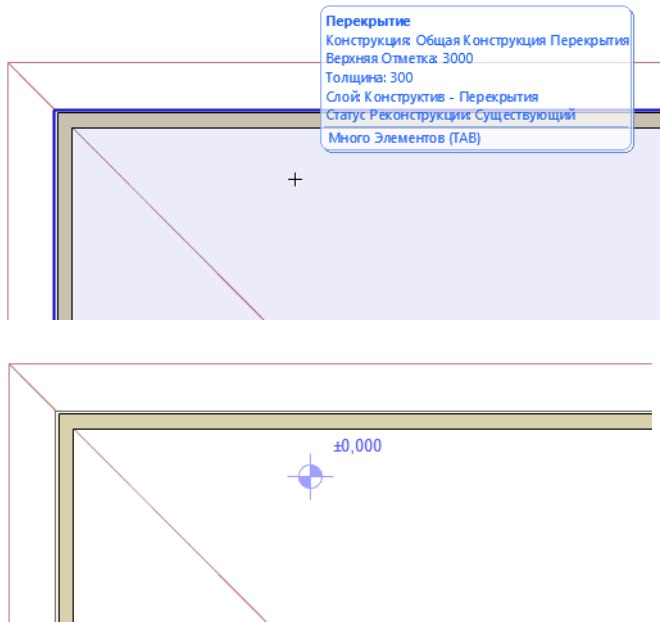 Перекрытие
Конструкция: Общая Конструкция Перекрытия
Верхняя Отметка: 3000
Толщина: 300
Слой: Конструктив - Перекрытия
Статус Реконструкции: Существующий
Много Элементов (TAB)
±0,000